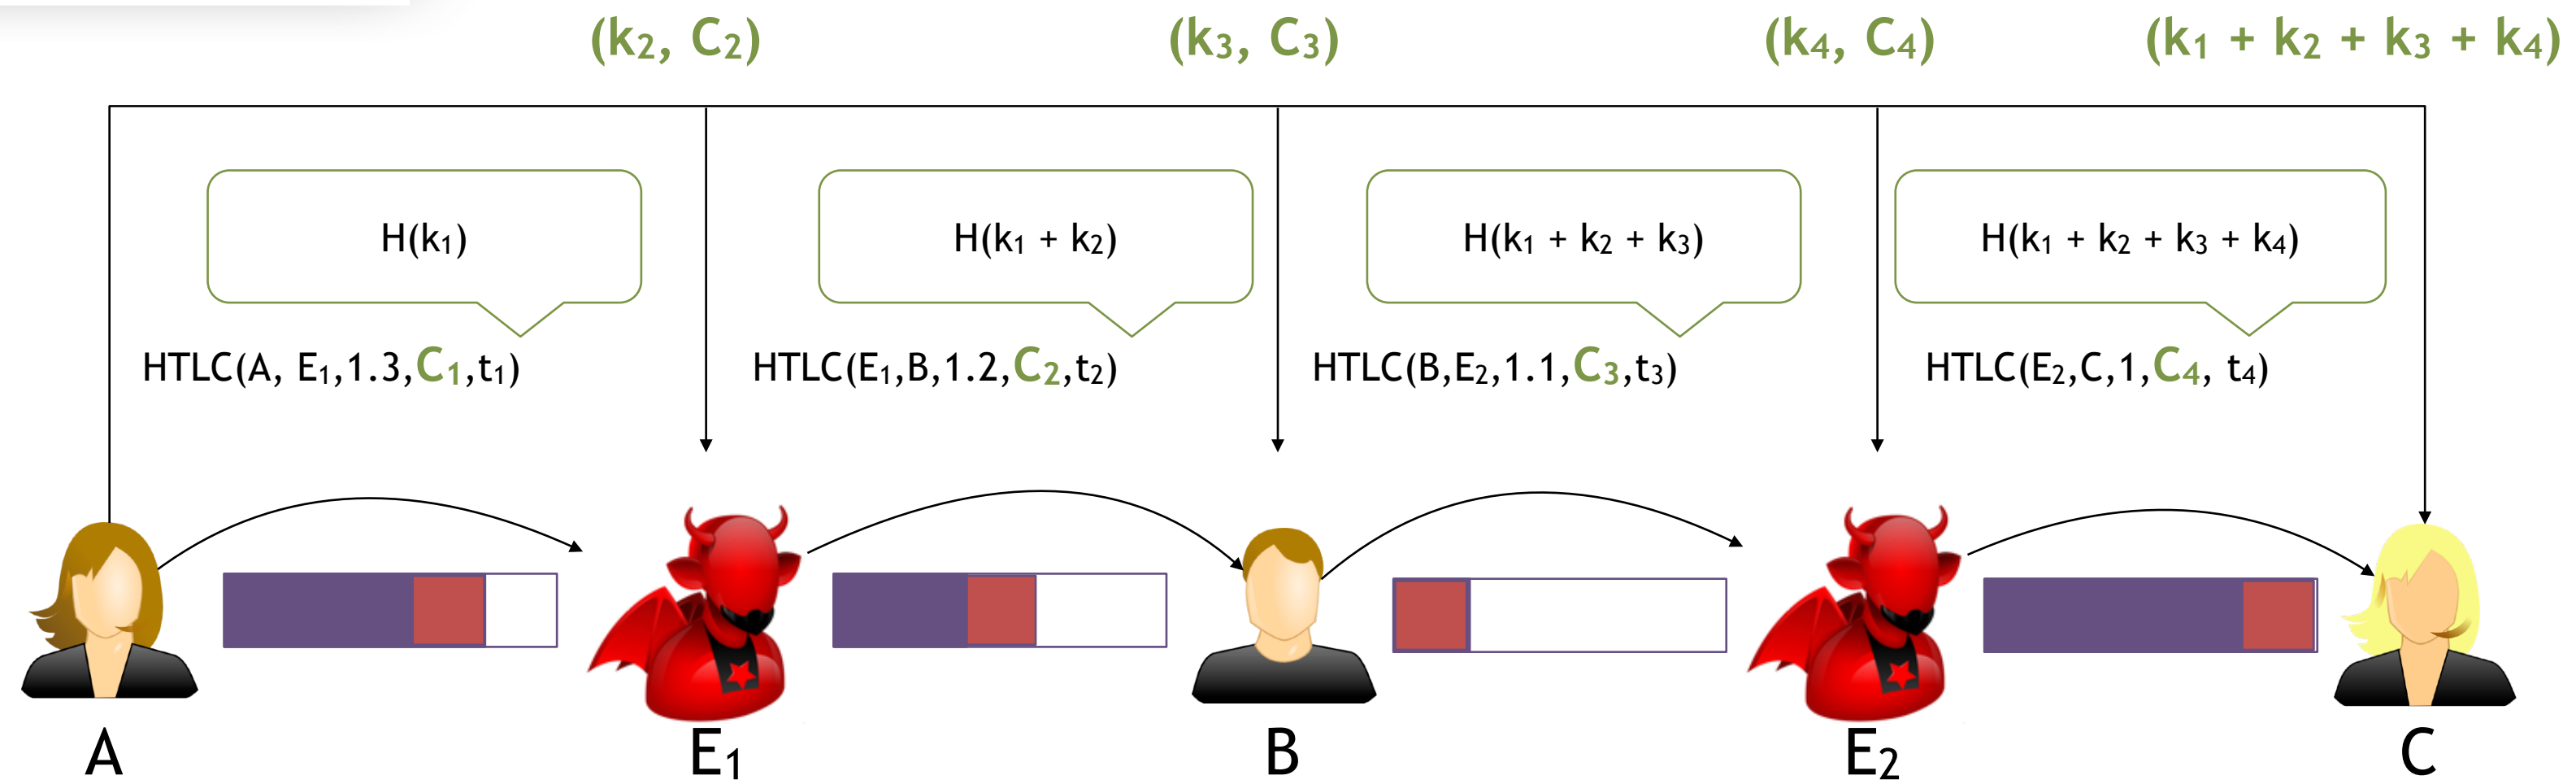 (k₂, C₂) (k₃, C₃) (k₄, C₄) (k₁ + k₂ + k₃ + k₄)
H(k₁) H(k₁ + k₂) H(k₁ + k₂ + k₃) H(k₁ + k₂ + k₃ + k₄)
HTLC(A, E₁,1.3,C₁,t₁) HTLC(E₁,B,1.2,C₂,t₂) HTLC(B,E₂,1.1,C₃,t₃) HTLC(E₂,C,1,C₄, t₄)
A E₁ B E₂ C